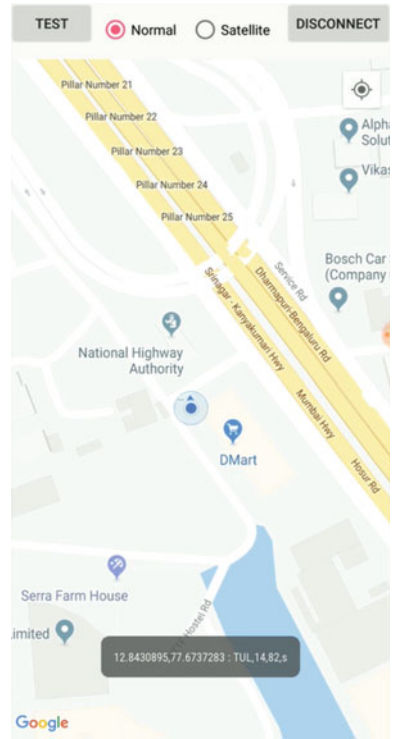 TEST
Normal
Satellite
DISCONNECT
Pillar Number 21
Pillar Number 22
Pillar Number 23
Pillar Number 24
Pillar Number 25
Alpha
Solut
Vikas
Service Rd
Bosch Car
(Company
Srinagar - Kanyakumari Hwy
Dharmapuri-Bengaluru Rd
National Highway
Authority
Mumbai Hwy
DMart
Hosur Rd
Serra Farm
House
imited
Hostel Rd
12.8430895,77.6737283 : TUL,14,82,s
Google